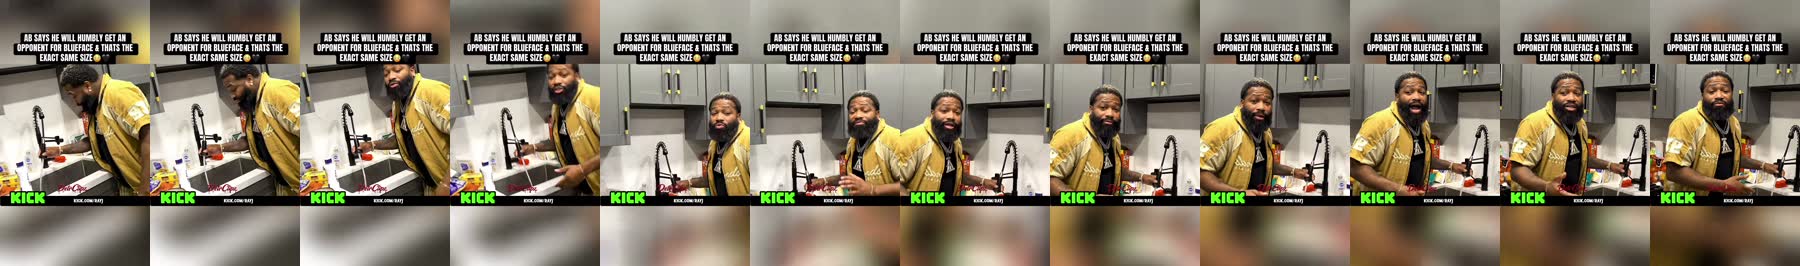 AB SAYS HE WILL HUMBLY GET AN
OPPONENT FOR BLUEFACE & THATS THE
EXACT SAME SIZE😳🖤
KICK
KICK.COM/RAYJ